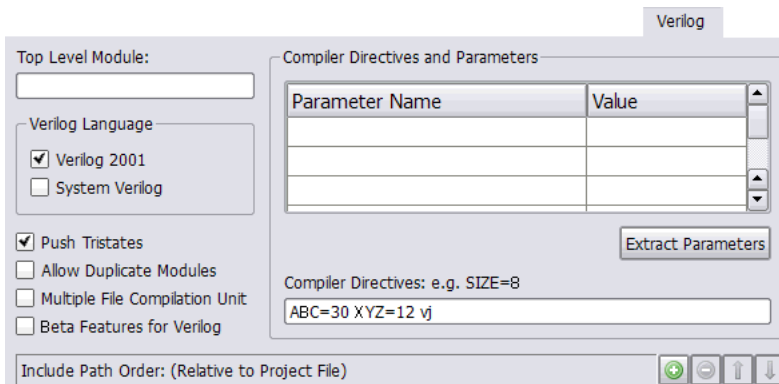 Verilog
Top Level Module:
Compiler Directives and Parameters
Parameter Name
Value
Verilog Language
Verilog 2001
System Verilog
Push Tristates
Allow Duplicate Modules
Multiple File Compilation Unit
Beta Features for Verilog
Extract Parameters
Compiler Directives: e.g. SIZE=8
ABC=30 XYZ=12 vj
Include Path Order: (Relative to Project File)